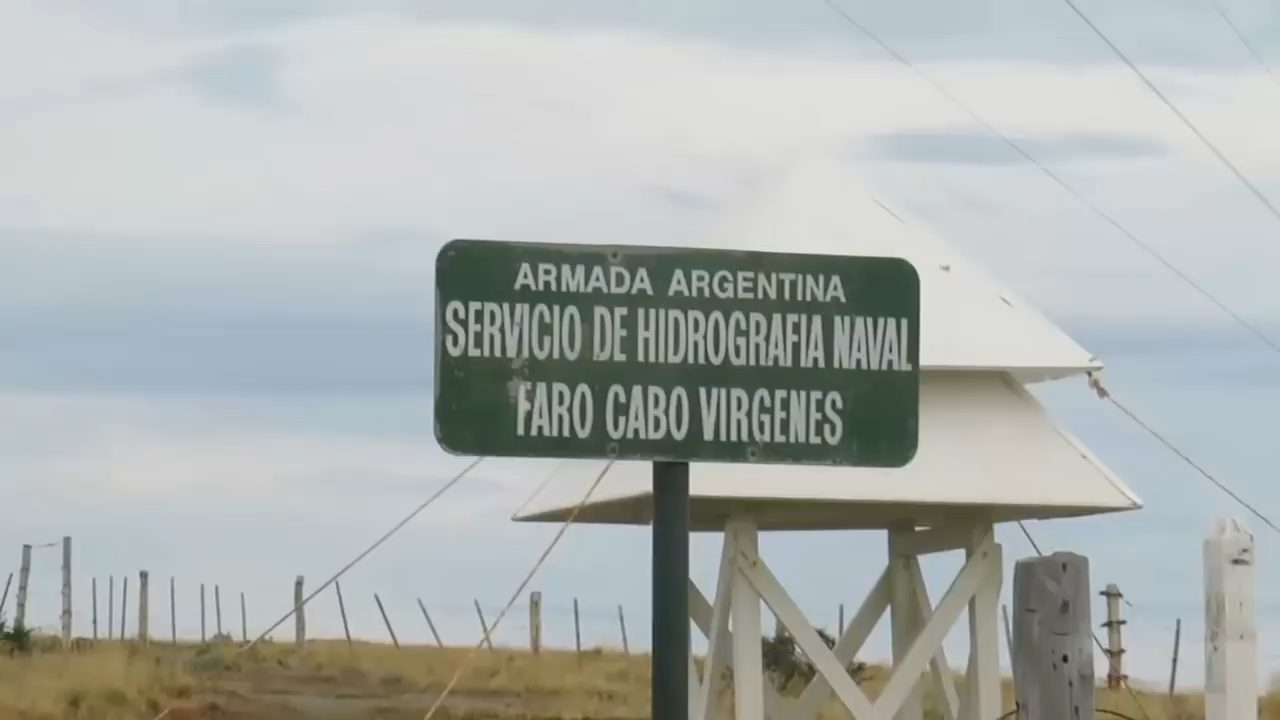 ARMADA ARGENTINA
SERVICIO DE HIDROGRAFIA NAVAL
FARO CABO VIRGENES